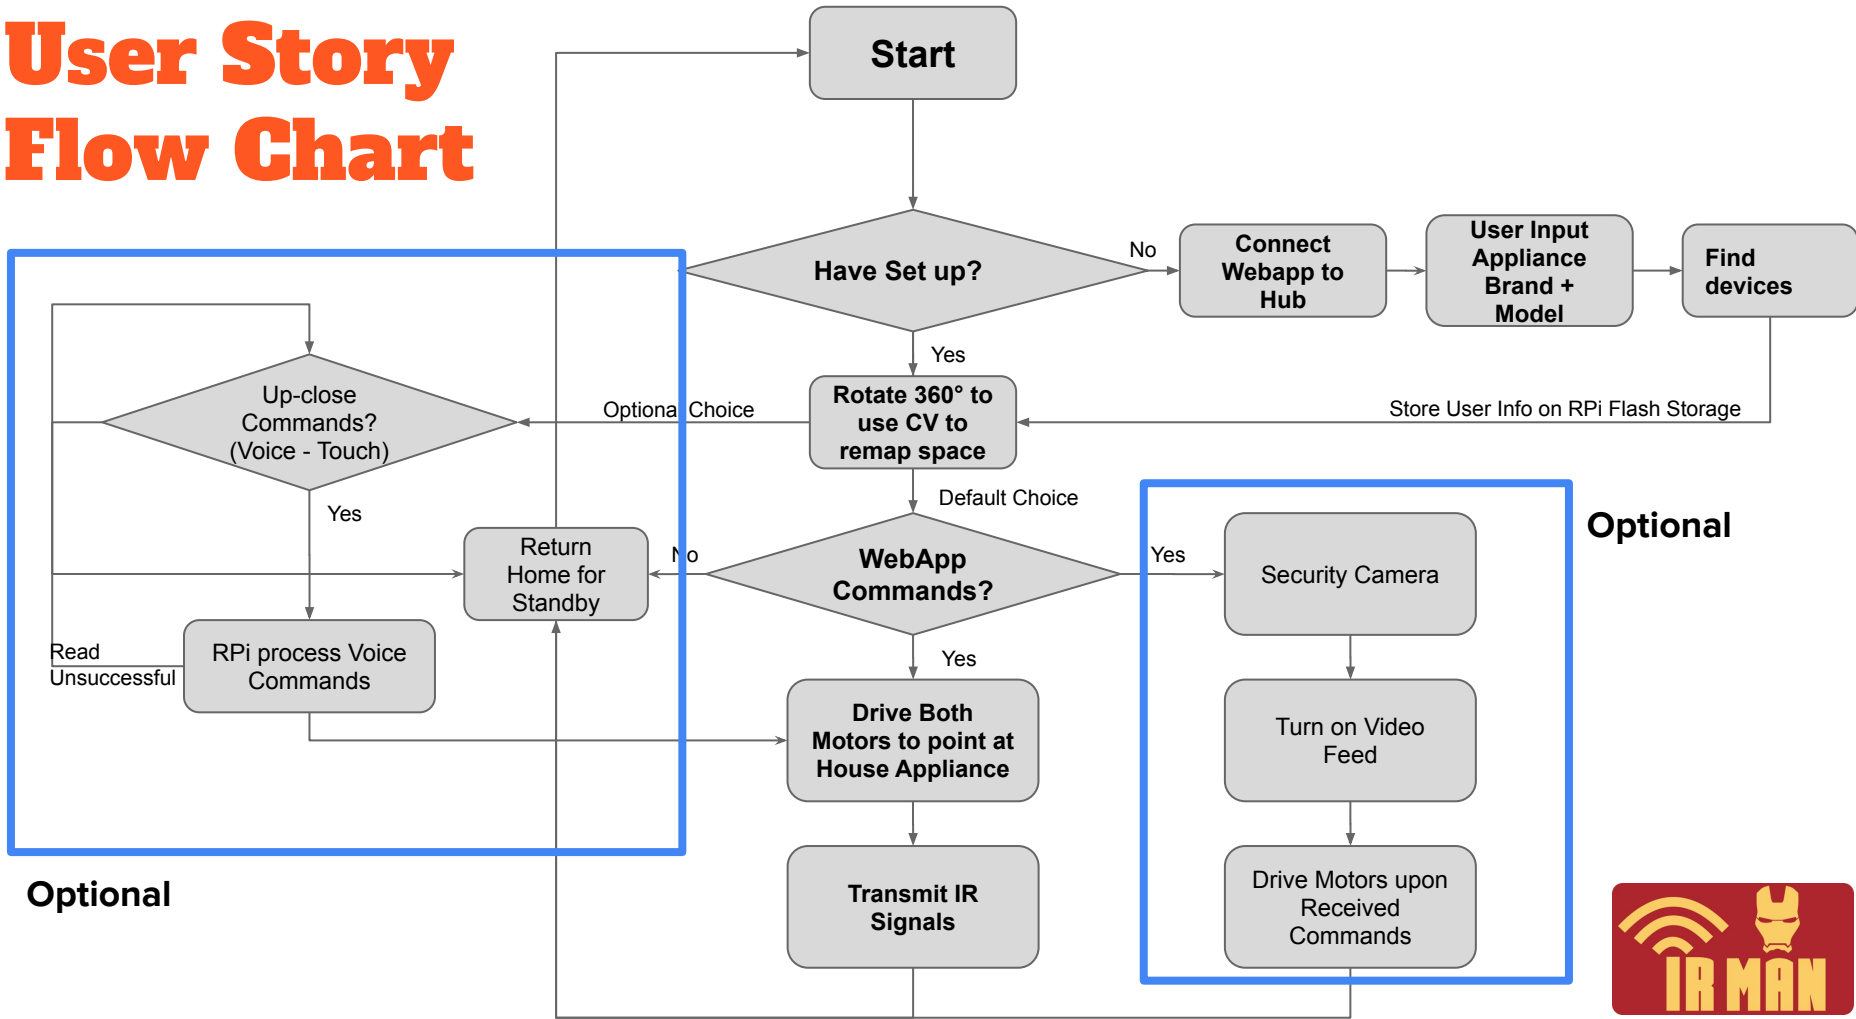 User Story
Flow Chart
Start
Have Set up?
No
Connect
Webapp to
Hub
User Input
Appliance
Brand +
Model
Find
devices
Yes
Rotate 360° to
use CV to
remap space
Optional Choice
Store User Info on RPi Flash Storage
Up-close
Commands?
(Voice - Touch)
Yes
Default Choice
Return
Home for
Standby
No
WebApp
Commands?
Yes
Security Camera
Optional
Read
Unsuccessful
RPi process Voice
Commands
Yes
Drive Both
Motors to point at
House Appliance
Turn on Video
Feed
Optional
Transmit IR
Signals
Drive Motors upon
Received
Commands
IR MAN